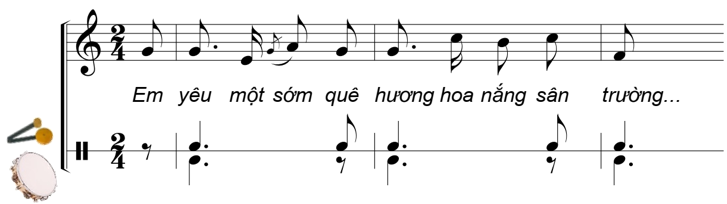 Em yêu một sớm quê hương hoa nắng sân trường...